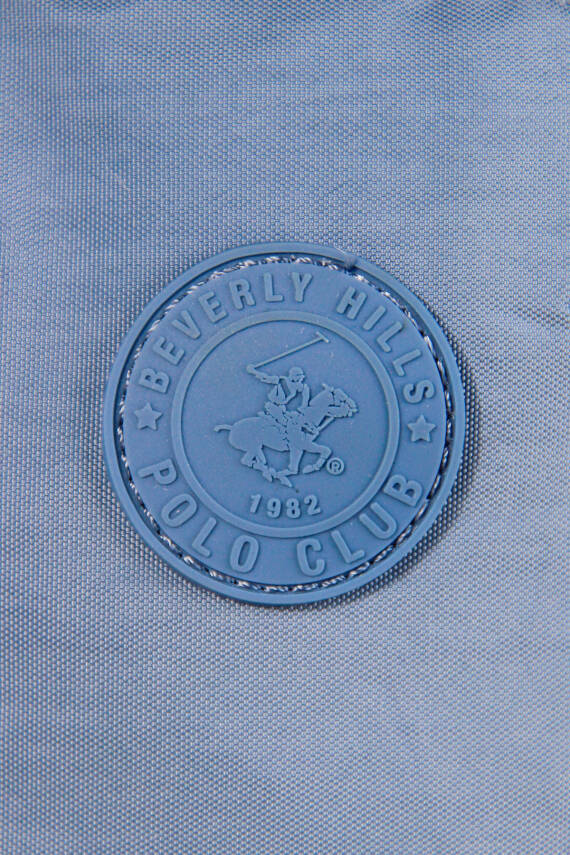 BEVERLY HILLS
®
1982
POLO CLUB